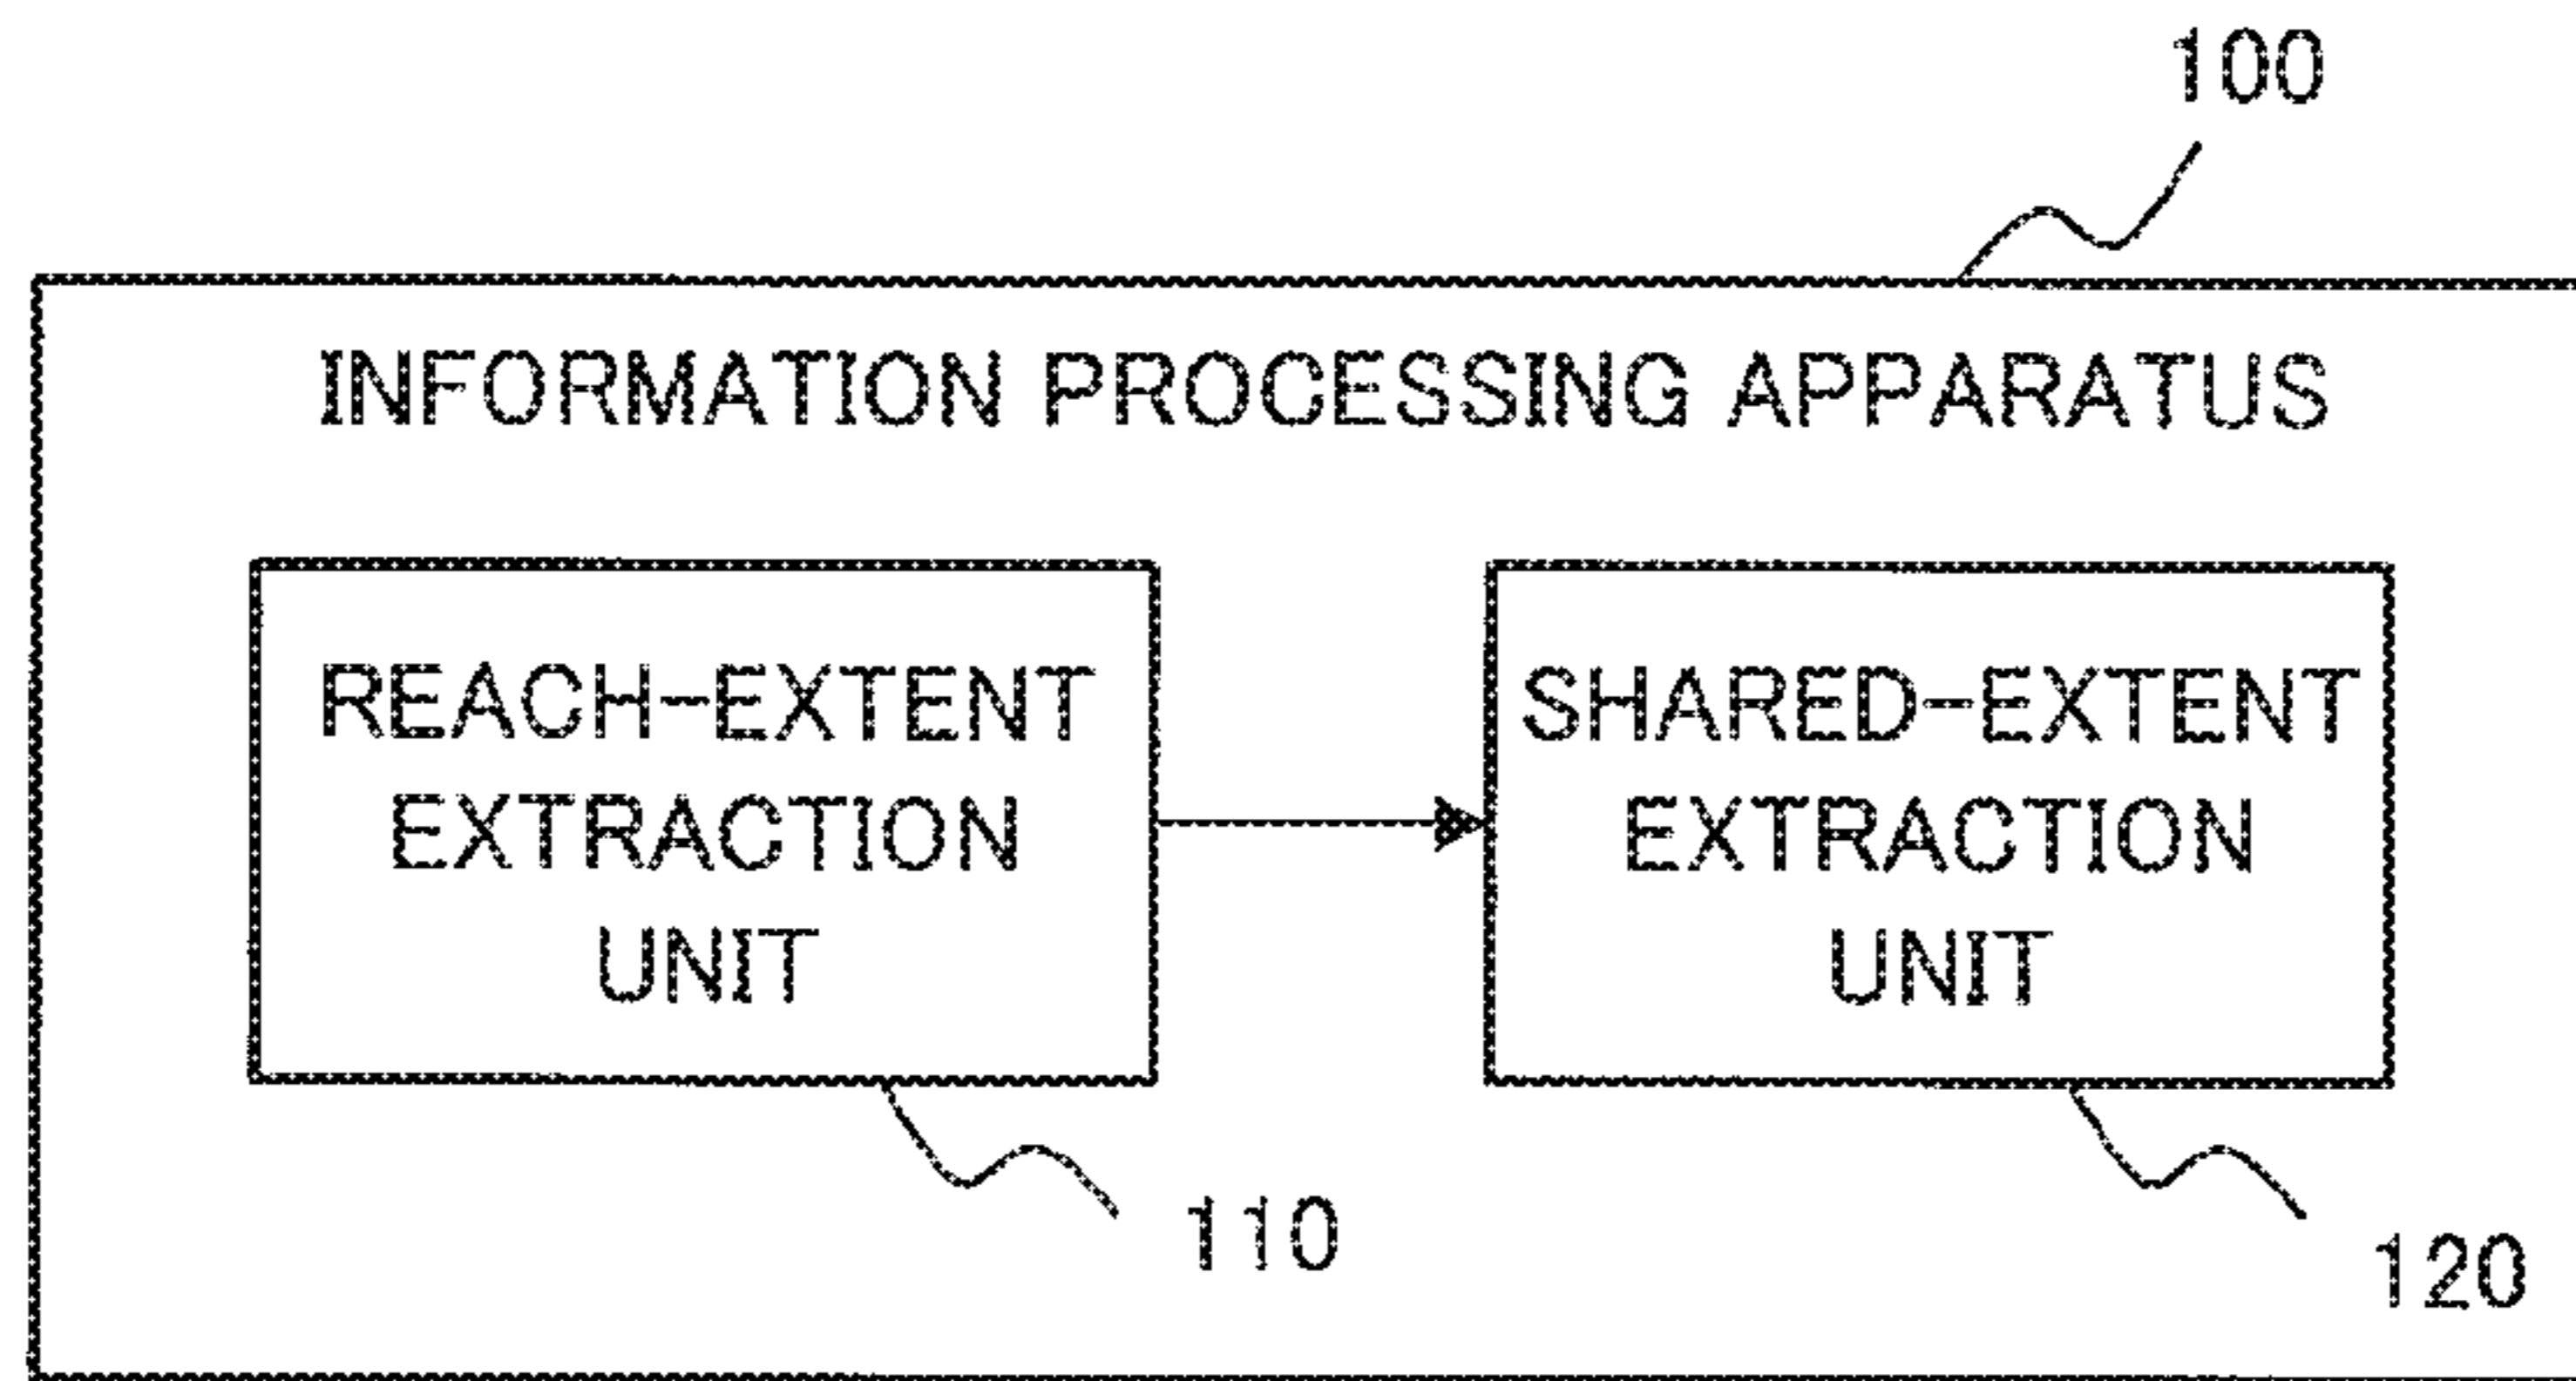 100
INFORMATION PROCESSING APPARATUS
REACH-EXTENT
EXTRACTION
UNIT
SHARED-EXTENT
EXTRACTION
UNIT
110
120